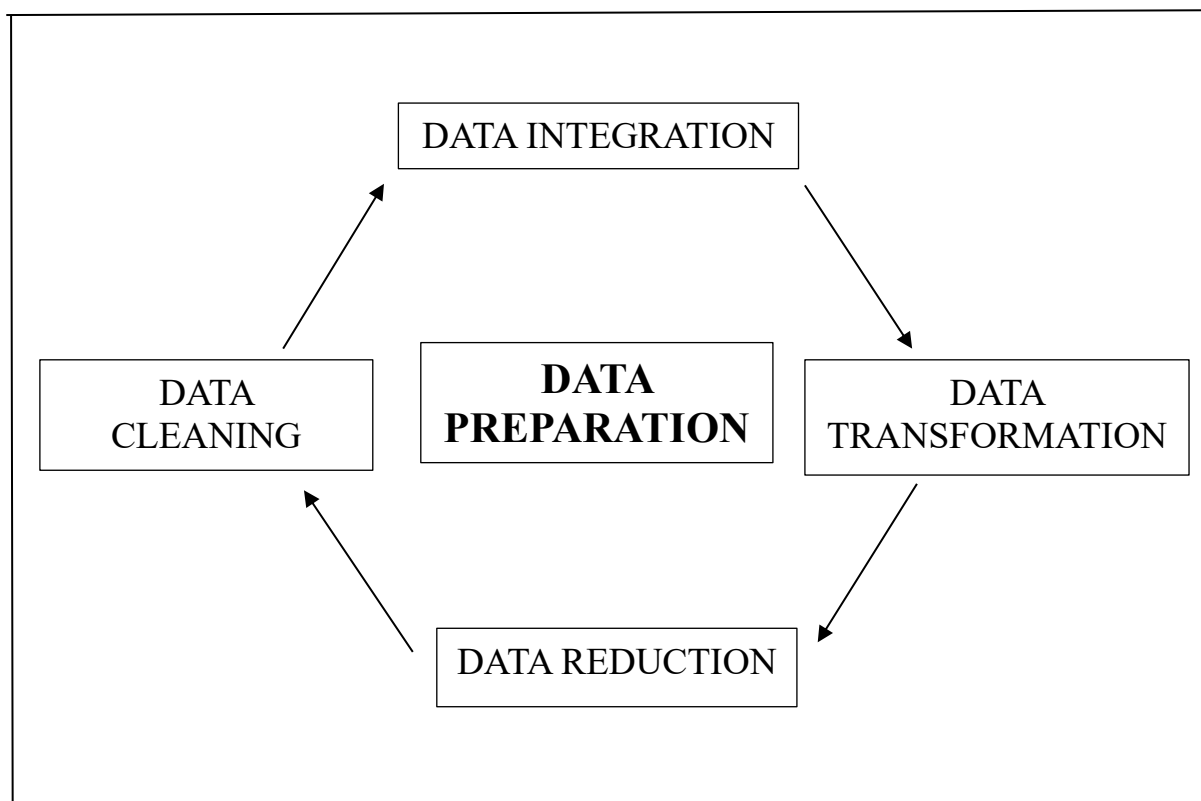 DATA INTEGRATION
DATA
CLEANING
DATA
PREPARATION
DATA
TRANSFORMATION
DATA REDUCTION